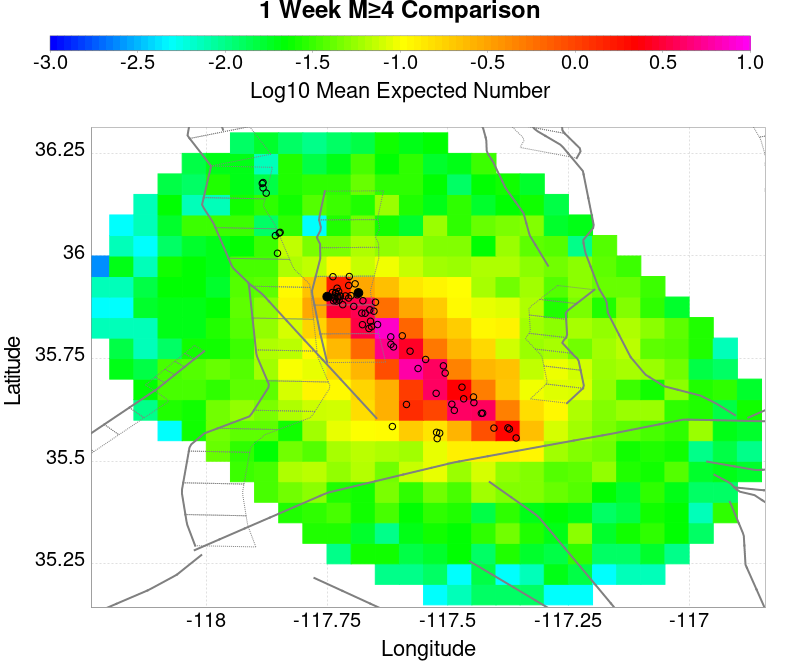 1 Week M≥4 Comparison
-3.0 -2.5 -2.0 -1.5 -1.0 -0.5 0.0 0.5 1.0
Log10 Mean Expected Number
36.25
36
35.75
35.5
35.25
Latitude
-118 -117.75 -117.5 -117.25 -117
Longitude